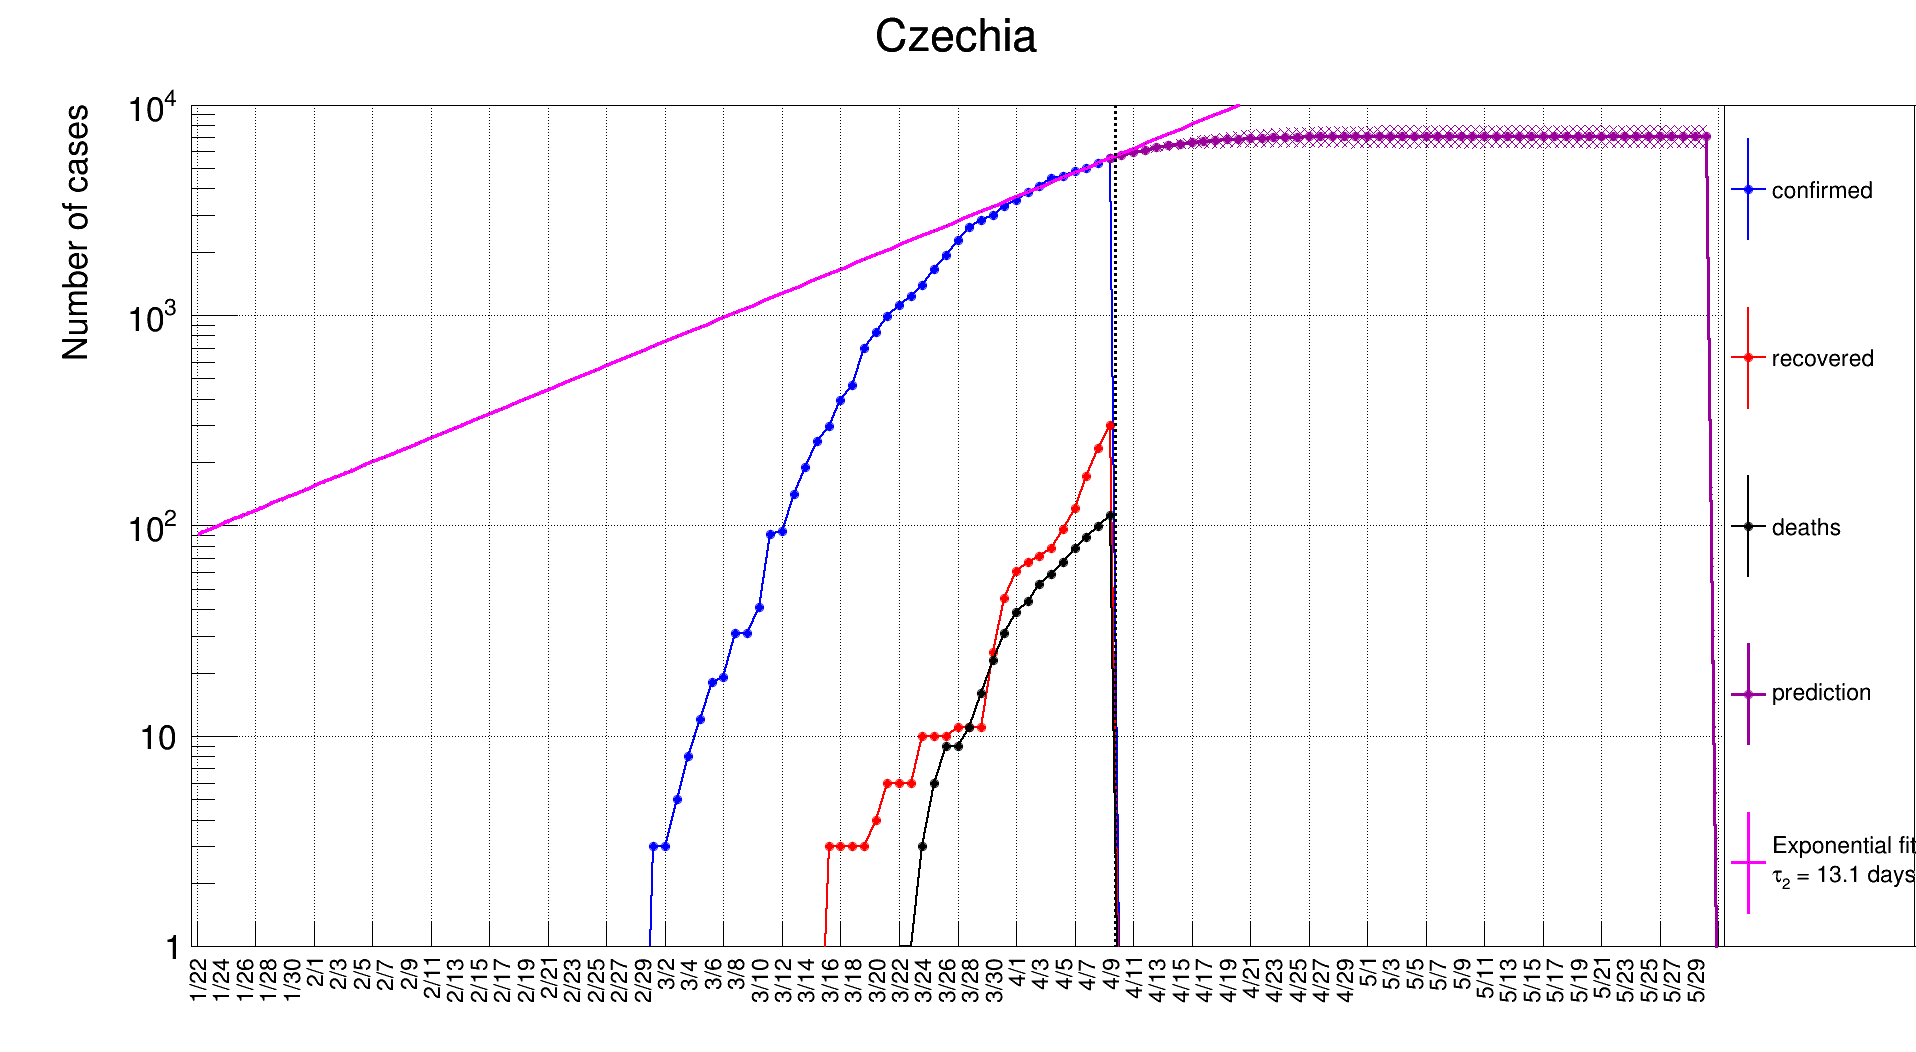 Czechia
Number of cases
10⁴
10³
10²
10
1
1/22 1/24 1/26 1/28 1/30 2/1 2/3 2/5 2/7 2/9 2/11 2/13 2/15 2/17 2/19 2/21 2/23 2/25 2/27 2/29 3/2 3/4 3/6 3/8 3/10 3/12 3/14 3/16 3/18 3/20 3/22 3/24 3/26 3/28 3/30 4/1 4/3 4/5 4/7 4/9 4/11 4/13 4/15 4/17 4/19 4/21 4/23 4/25 4/27 4/29 5/1 5/3 5/5 5/7 5/9 5/11 5/13 5/15 5/17 5/19 5/21 5/23 5/25 5/27 5/29
confirmed
recovered
deaths
prediction
Exponential fit
τ₂ = 13.1 days